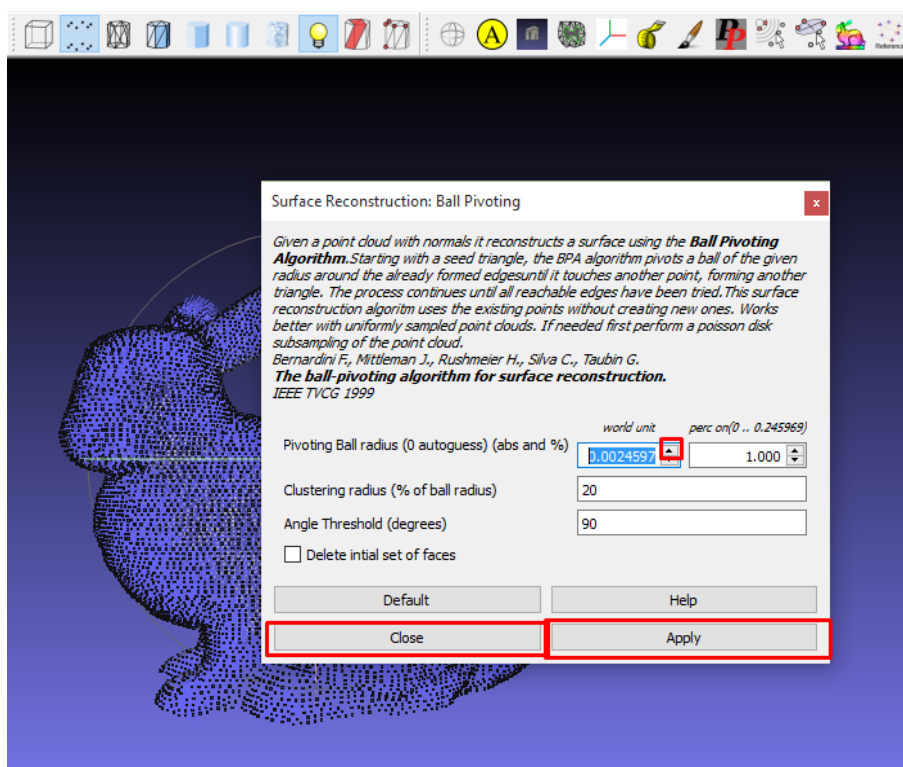 A
Reference
Surface Reconstruction: Ball Pivoting
x
Given a point cloud with normals it reconstructs a surface using the Ball Pivoting
Algorithm.Starting with a seed triangle, the BPA algorithm pivots a ball of the given
radius around the already formed edgesuntil it touches another point, forming another
triangle. The process continues until all reachable edges have been tried.This surface
reconstruction algoritm uses the existing points without creating new ones. Works
better with uniformly sampled point clouds. If needed first perform a poisson disk
subsampling of the point cloud.
Bernardini F., Mittleman J., Rushmeier H., Silva C., Taubin G.
The ball-pivoting algorithm for surface reconstruction.
IEEE TVCG 1999
world unit perc on(0 .. 0.245969)
Pivoting Ball radius (0 autoguess) (abs and %) 0.0024597 1.000
Clustering radius (% of ball radius) 20
Angle Threshold (degrees) 90
Delete intial set of faces
Default Help
Close Apply